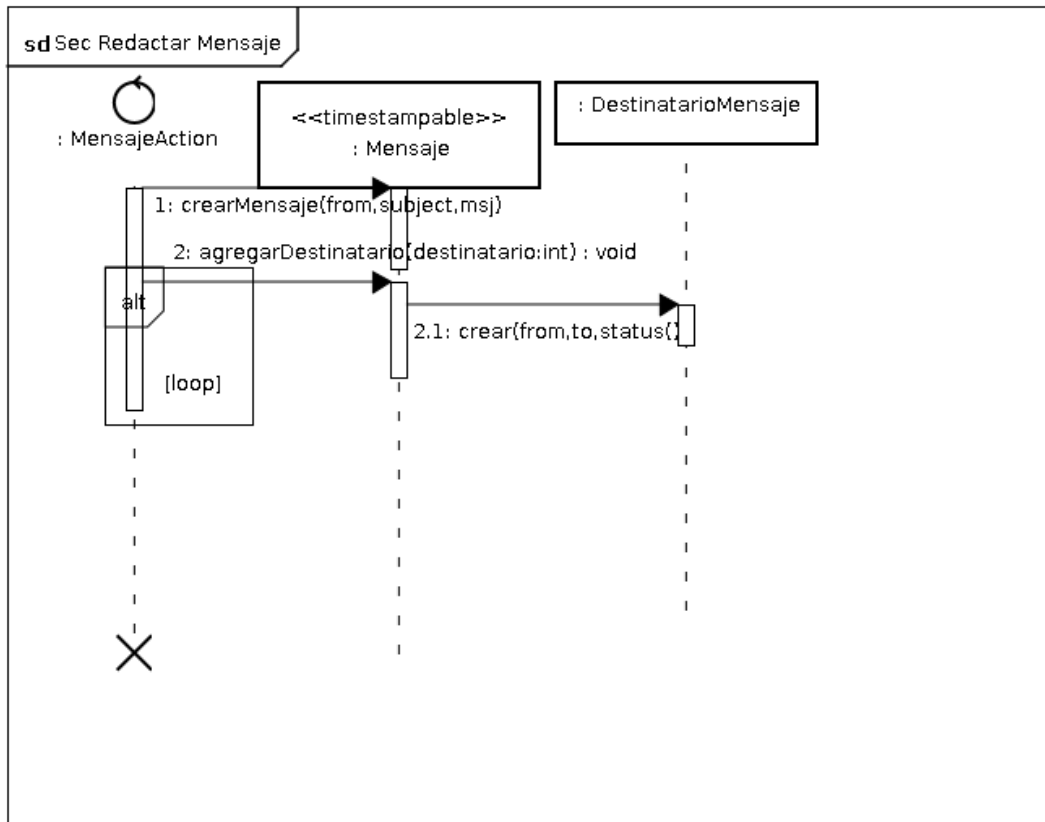 sd Sec Redactar Mensaje
: MensajeAction
<<timestampable>>
: Mensaje
: DestinatarioMensaje
1: crearMensaje(from,subject,msj)
2: agregarDestinatario(destinatario:int) : void
alt
2.1: crear(from,to,status()
[loop]